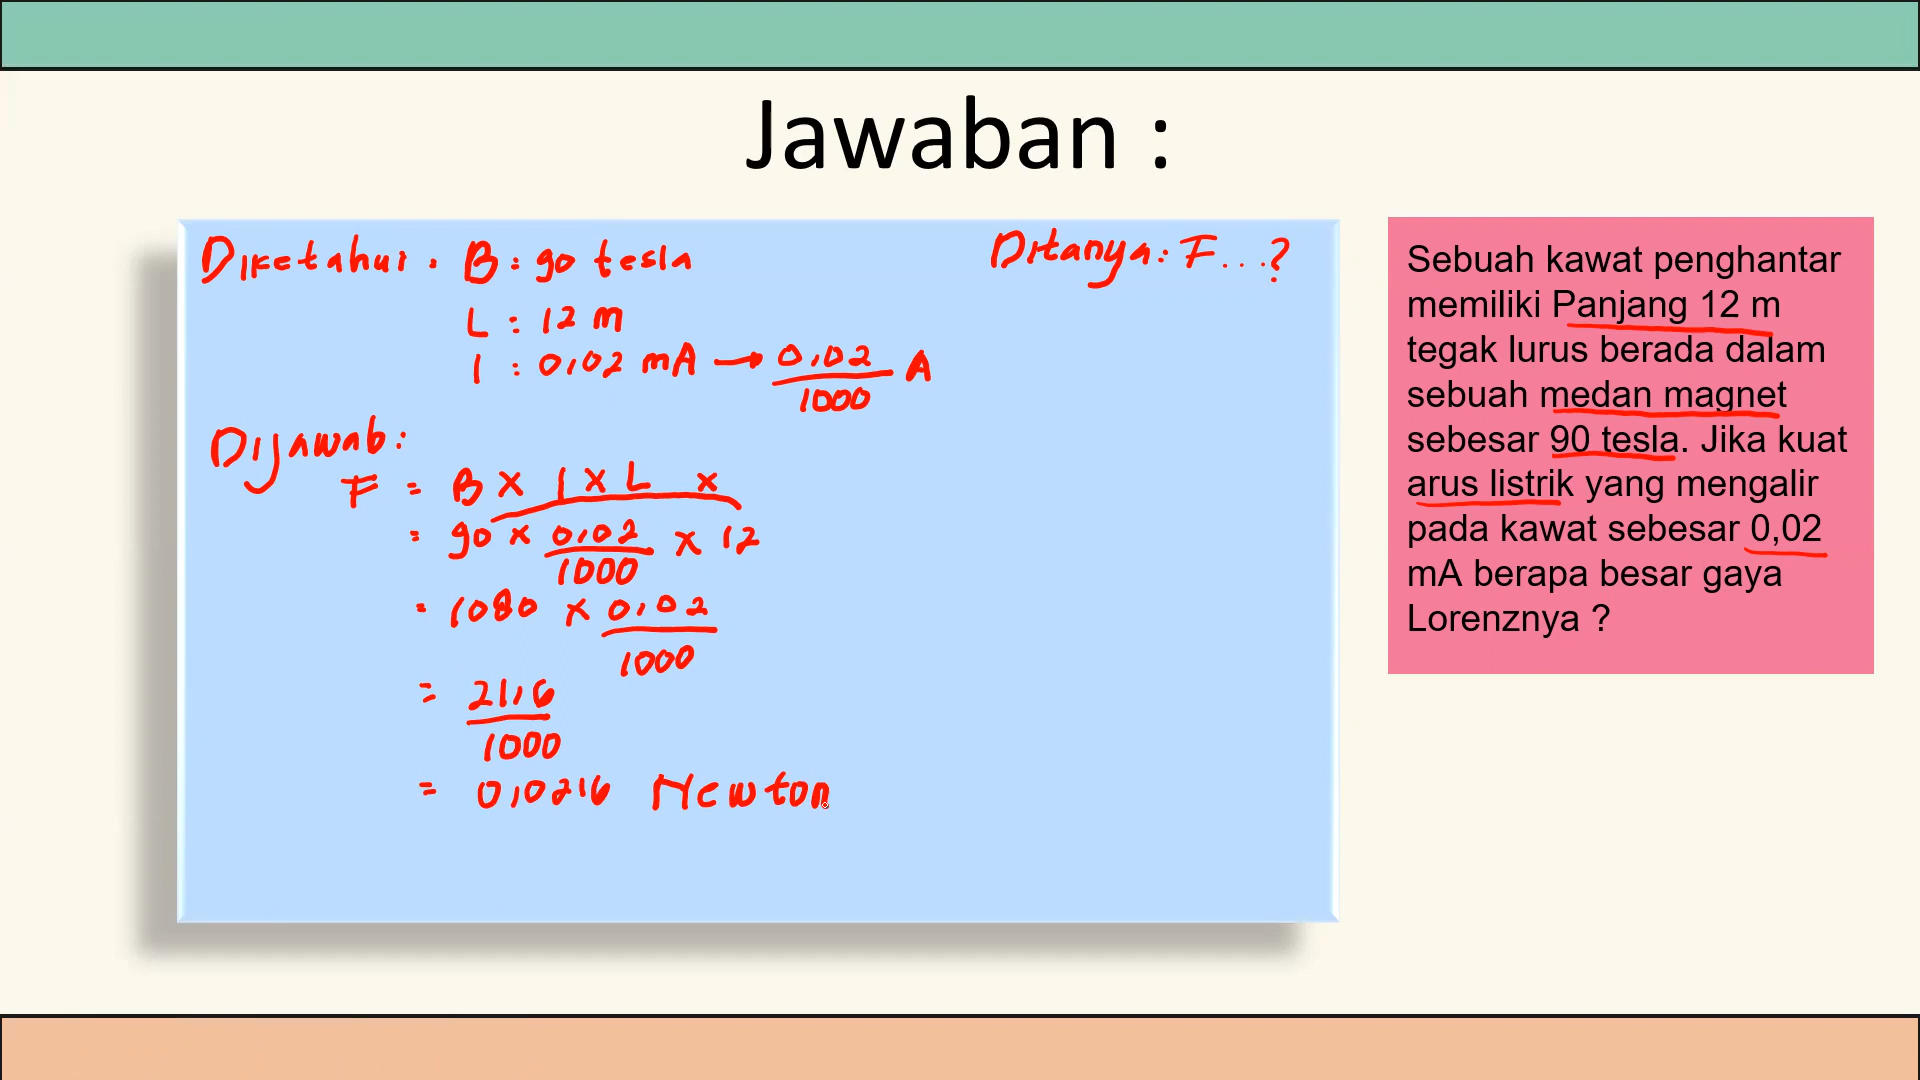 Jawaban :
Diketahui : B : 90 tesla
L : 12 m
I : 0,02 mA → 0,02/1000 A
Ditanya : F...?
Dijawab :
F = B x I x L x
= 90 x 0,02/1000 x 12
= 1080 x 0,02/1000
= 21,6/1000
= 0,0216 Newton
Sebuah kawat penghantar
memiliki Panjang 12 m
tegak lurus berada dalam
sebuah medan magnet
sebesar 90 tesla. Jika kuat
arus listrik yang mengalir
pada kawat sebesar 0,02
mA berapa besar gaya
Lorenznya ?